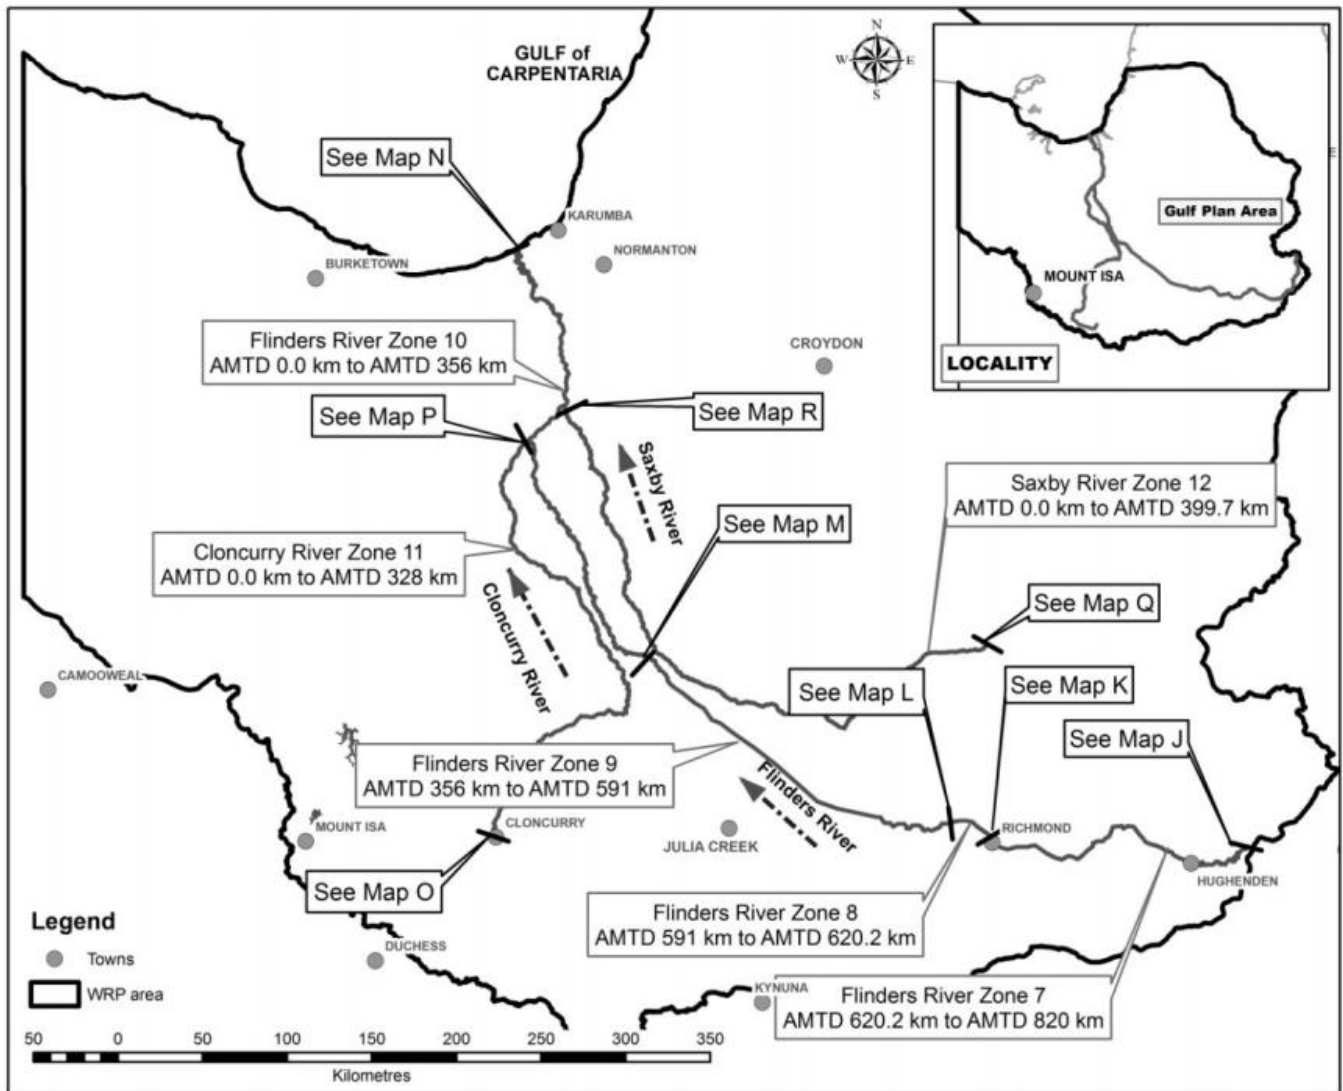 GULF of
CARPENTARIA
N
W
E
S
See Map N
KARUMBA
NORMANTON
BURKETOWN
Gulf Plan Area
MOUNT ISA
LOCALITY
E
Flinders River Zone 10
AMTD 0.0 km to AMTD 356 km
CROYDON
See Map P
See Map R
Saxby River
Saxby River Zone 12
AMTD 0.0 km to AMTD 399.7 km
See Map M
Cloncurry River Zone 11
AMTD 0.0 km to AMTD 328 km
Cloncurry River
See Map Q
CAMOOWEAL
See Map L
See Map K
See Map J
Flinders River Zone 9
AMTD 356 km to AMTD 591 km
Flinders River
MOUNT ISA
CLONCURRY
JULIA CREEK
RICHMOND
HUGHENDEN
See Map O
Flinders River Zone 8
AMTD 591 km to AMTD 620.2 km
Legend
Towns
WRP area
DUCHESS
KYNUNA
Flinders River Zone 7
AMTD 620.2 km to AMTD 820 km
50 0 50 100 150 200 250 300 350
Kilometres